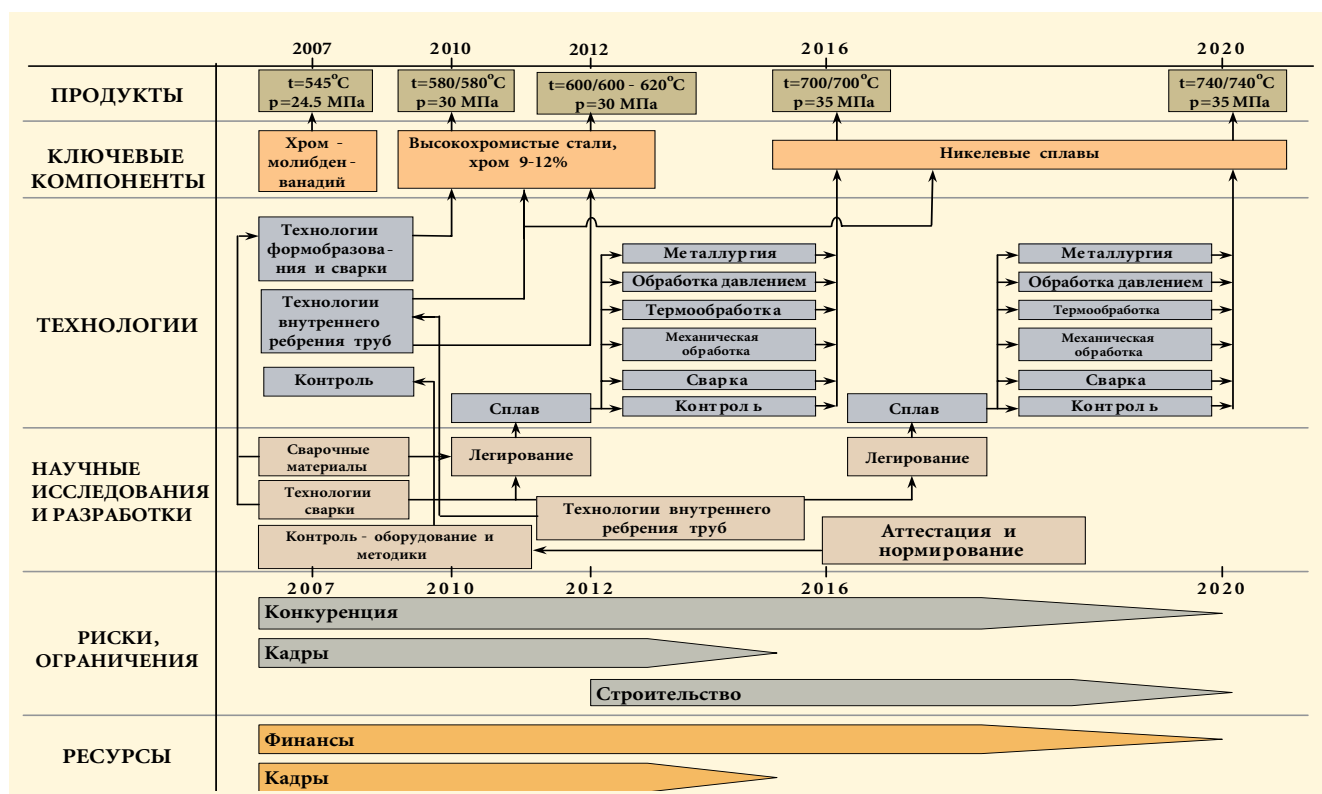 2007 2010 2012 2016 2020
ПРОДУКТЫ
t=545°C
p=24.5 МПа
t=580/580°C
p=30 МПа
t=600/600 - 620°C
p=30 МПа
t=700/700°C
p=35 МПа
t=740/740°C
p=35 МПа
КЛЮЧЕВЫЕ
КОМПОНЕНТЫ
Хром -
молибден -
ванадий
Высокохромистые стали,
хром 9-12%
Никелевые сплавы
ТЕХНОЛОГИИ
Технологии
формобразова -
ния и сварки
Технологии
внутреннего
ребрения труб
Контроль
Сплав
Металлургия
Обработка давлением
Термообработка
Механическая
обработка
Сварка
Контроль
Сплав
Металлургия
Обработка давлением
Термообработка
Механическая
обработка
Сварка
Контроль
НАУЧНЫЕ
ИССЛЕДОВАНИЯ
И РАЗРАБОТКИ
Сварочные
материалы
Легирование
Легирование
Технологии
сварки
Технологии внутреннего
ребрения труб
Контроль - оборудование и
методики
Аттестация и
нормирование
2007 2010 2012 2016 2020
РИСКИ,
ОГРАНИЧЕНИЯ
Конкуренция
Кадры
Строительство
РЕСУРСЫ
Финансы
Кадры